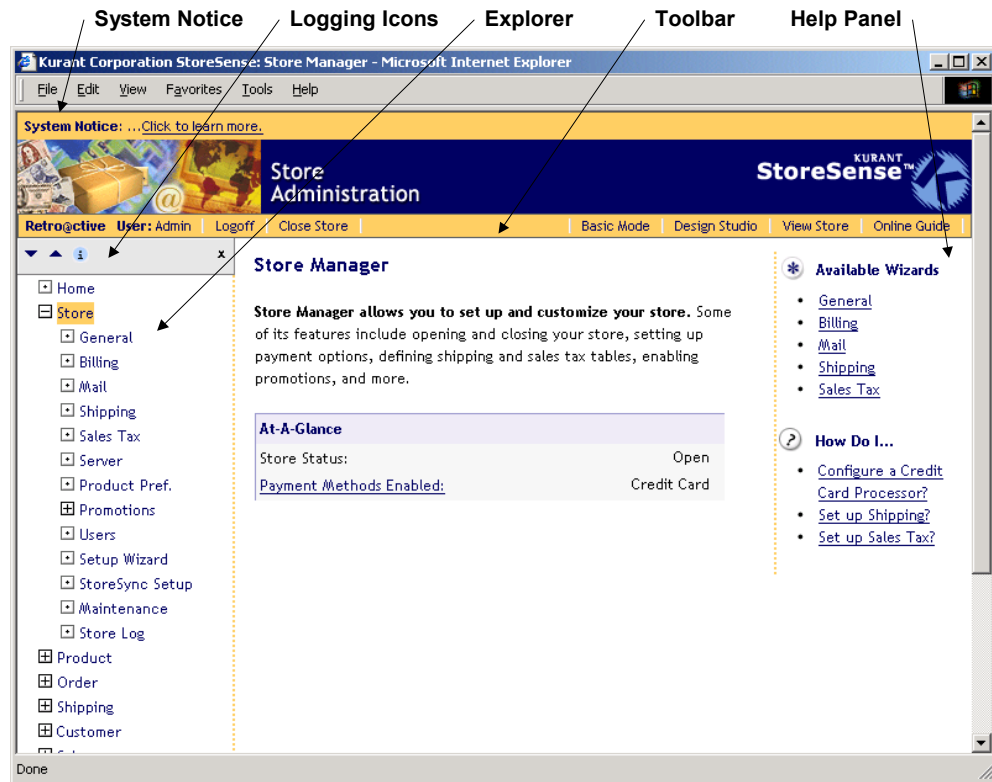 System Notice Logging Icons Explorer Toolbar Help Panel
Kurant Corporation StoreSense: Store Manager - Microsoft Internet Explorer
File Edit View Favorites Tools Help
System Notice: ...Click to learn more.
Store
Administration
KURANT
StoreSense™
Retro@ctive User: Admin Logoff Close Store Basic Mode Design Studio View Store Online Guide
x
Home
Store
General
Billing
Mail
Shipping
Sales Tax
Server
Product Pref.
Promotions
Users
Setup Wizard
StoreSync Setup
Maintenance
Store Log
Product
Order
Shipping
Customer
Store Manager
Store Manager allows you to set up and customize your store. Some
of its features include opening and closing your store, setting up
payment options, defining shipping and sales tax tables, enabling
promotions, and more.
At-A-Glance
Store Status: Open
Payment Methods Enabled: Credit Card
Available Wizards
• General
• Billing
• Mail
• Shipping
• Sales Tax
? How Do I...
• Configure a Credit
Card Processor?
• Set up Shipping?
• Set up Sales Tax?
Done